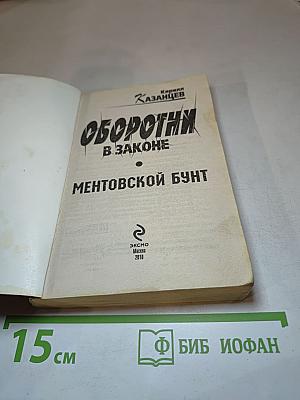 Кирилл
КАЗАНЦЕВ
ОБОРОТНИ
В ЗАКОНЕ
МЕНТОВСКОЙ БУНТ
ЭКСМО
Москва
2010
15 см
Ф БИБ ИОФАН